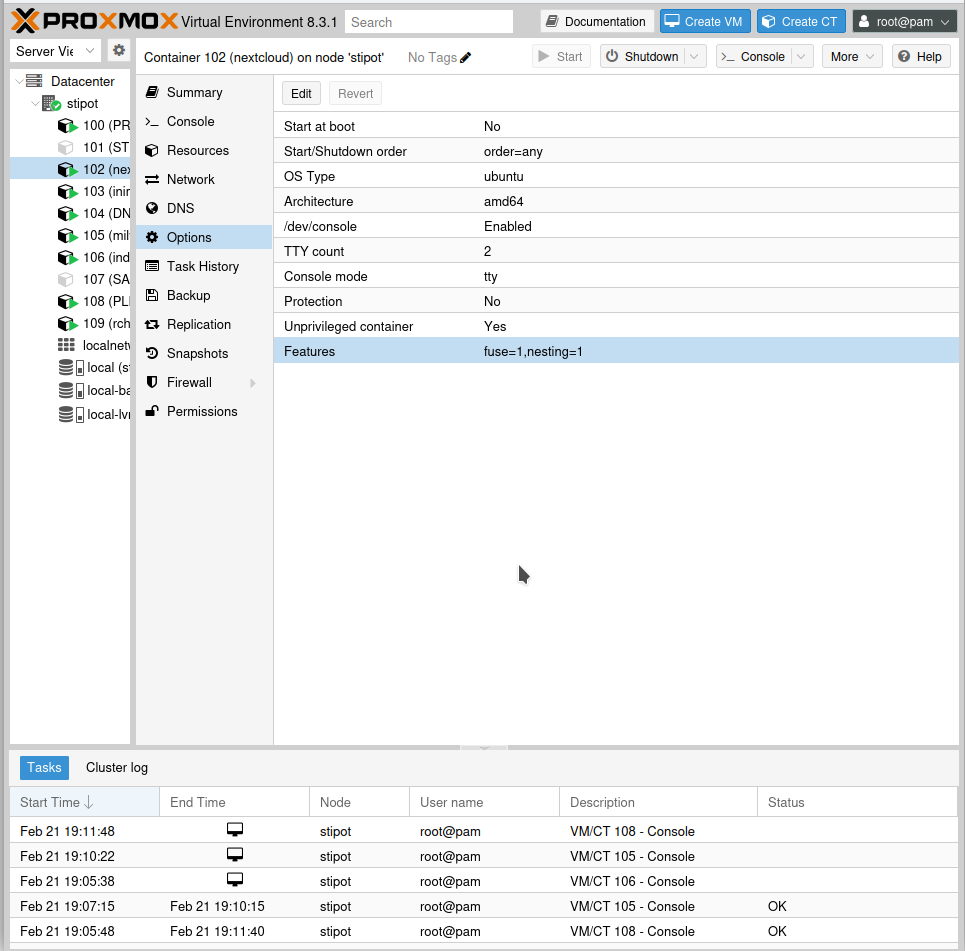 PROXMOX Virtual Environment 8.3.1 Search Documentation Create VM Create CT root@pam
Server Vie
Container 102 (nextcloud) on node 'stipot' No Tags Start Shutdown Console More Help
Datacenter
stipot
100 (PR
101 (ST
102 (nex
103 (inir
104 (DN
105 (mil
106 (ind
107 (SA
108 (PLI
109 (rch
localnetw
local (st
local-ba
local-lvm
Summary
Console
Resources
Network
DNS
Options
Task History
Backup
Replication
Snapshots
Firewall
Permissions
Edit Revert
Start at boot No
Start/Shutdown order order=any
OS Type ubuntu
Architecture amd64
/dev/console Enabled
TTY count 2
Console mode tty
Protection No
Unprivileged container Yes
Features fuse=1,nesting=1
Tasks Cluster log
Start Time End Time Node User name Description Status
Feb 21 19:11:48 stipot root@pam VM/CT 108 - Console
Feb 21 19:10:22 stipot root@pam VM/CT 105 - Console
Feb 21 19:05:38 stipot root@pam VM/CT 106 - Console
Feb 21 19:07:15 Feb 21 19:10:15 stipot root@pam VM/CT 105 - Console OK
Feb 21 19:05:48 Feb 21 19:11:40 stipot root@pam VM/CT 108 - Console OK